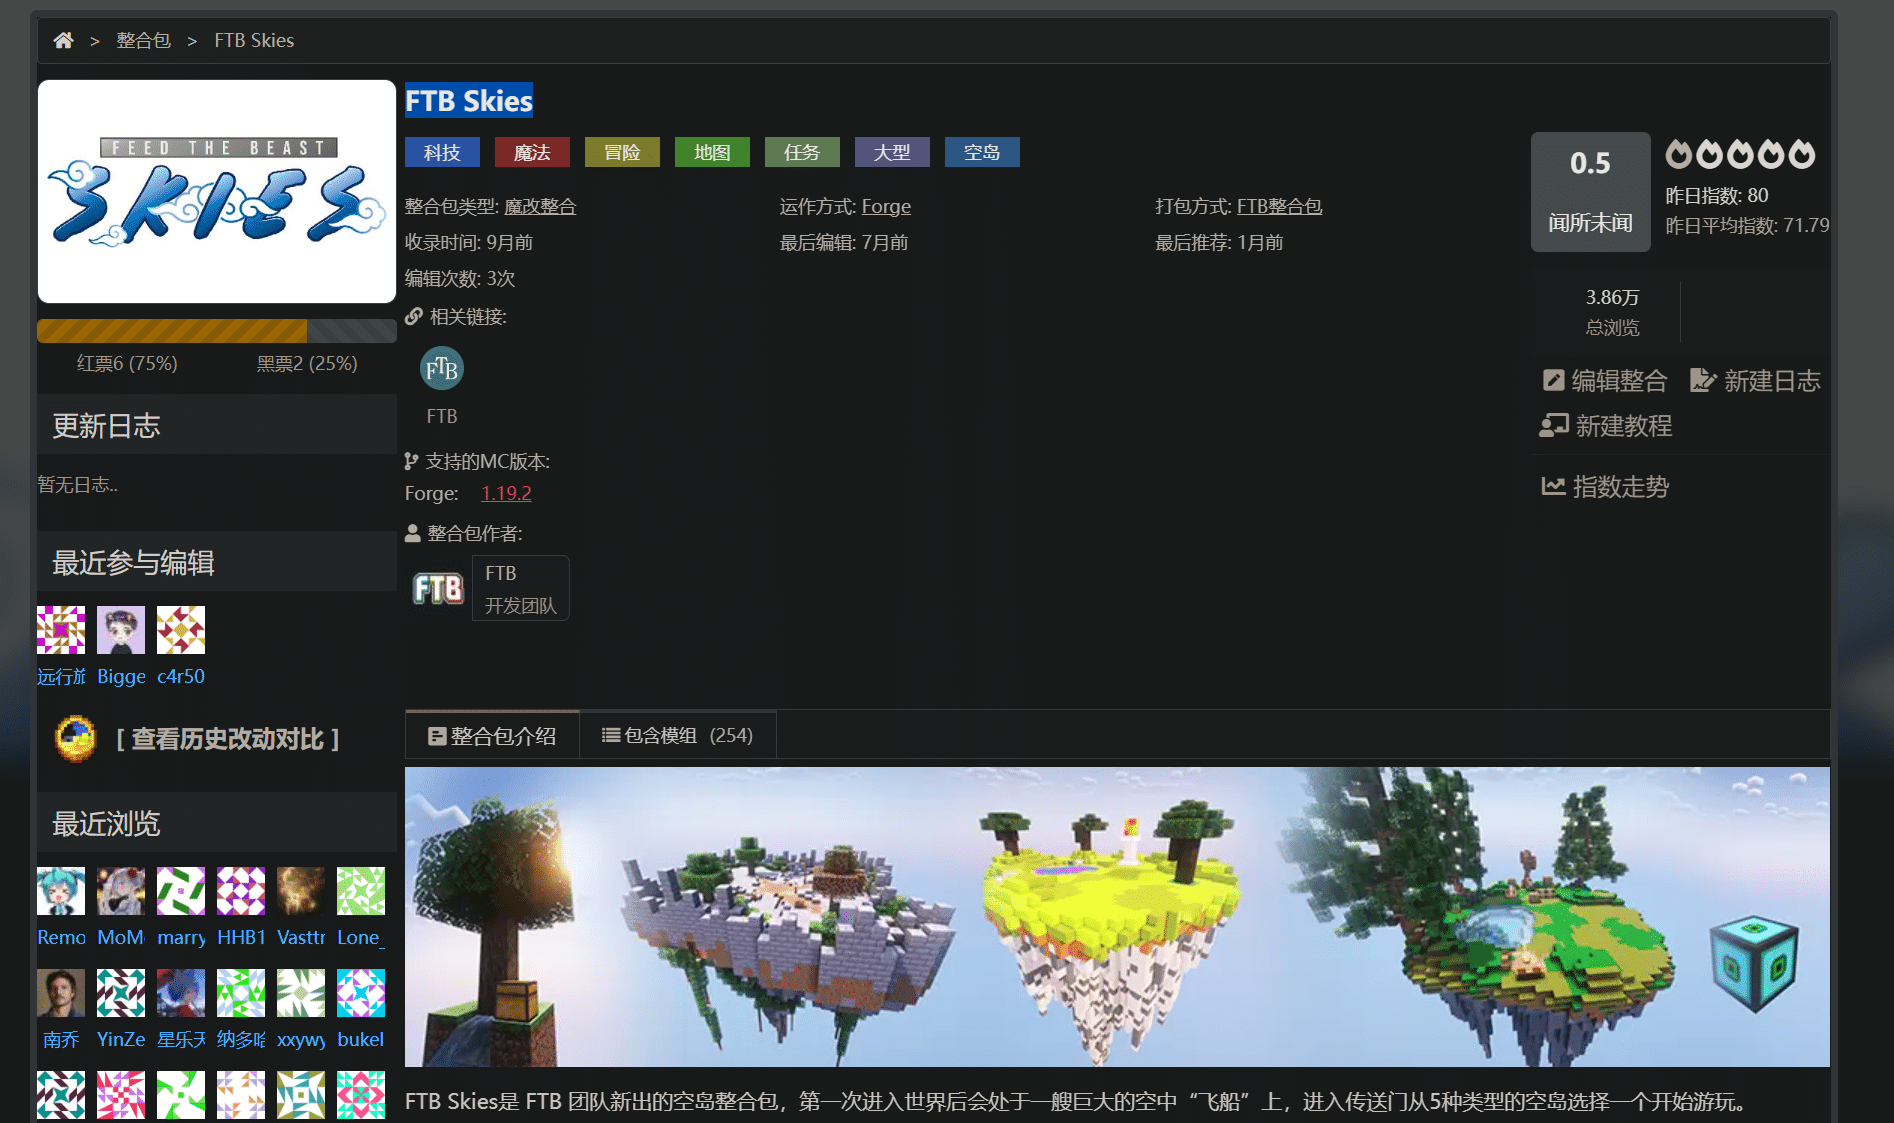 > 整合包 > FTB Skies
FEED THE BEAST
SKIES
红票6 (75%) 黑票2 (25%)
更新日志
暂无日志..
最近参与编辑
远行旅 Bigge c4r50
[ 查看历史改动对比 ]
最近浏览
Remo MoM marry HHB1 Vasttr Lone_
南乔 YinZe 星乐天 纳多哈 xxywy bukel
FTB Skies
科技 魔法 冒险 地图 任务 大型 空岛
整合包类型: 魔改整合 运作方式: Forge 打包方式: FTB整合包
收录时间: 9月前 最后编辑: 7月前 最后推荐: 1月前
编辑次数: 3次
相关链接:
FTB
FTB
支持的MC版本:
Forge: 1.19.2
整合包作者:
FTB
FTB
开发团队
0.5
闻所未闻
昨日指数: 80
昨日平均指数: 71.79
3.86万
总浏览
编辑整合 新建日志
新建教程
指数走势
整合包介绍 包含模组 (254)
FTB Skies是 FTB 团队新出的空岛整合包，第一次进入世界后会处于一艘巨大的空中“飞船”上，进入传送门从5种类型的空岛选择一个开始游玩。